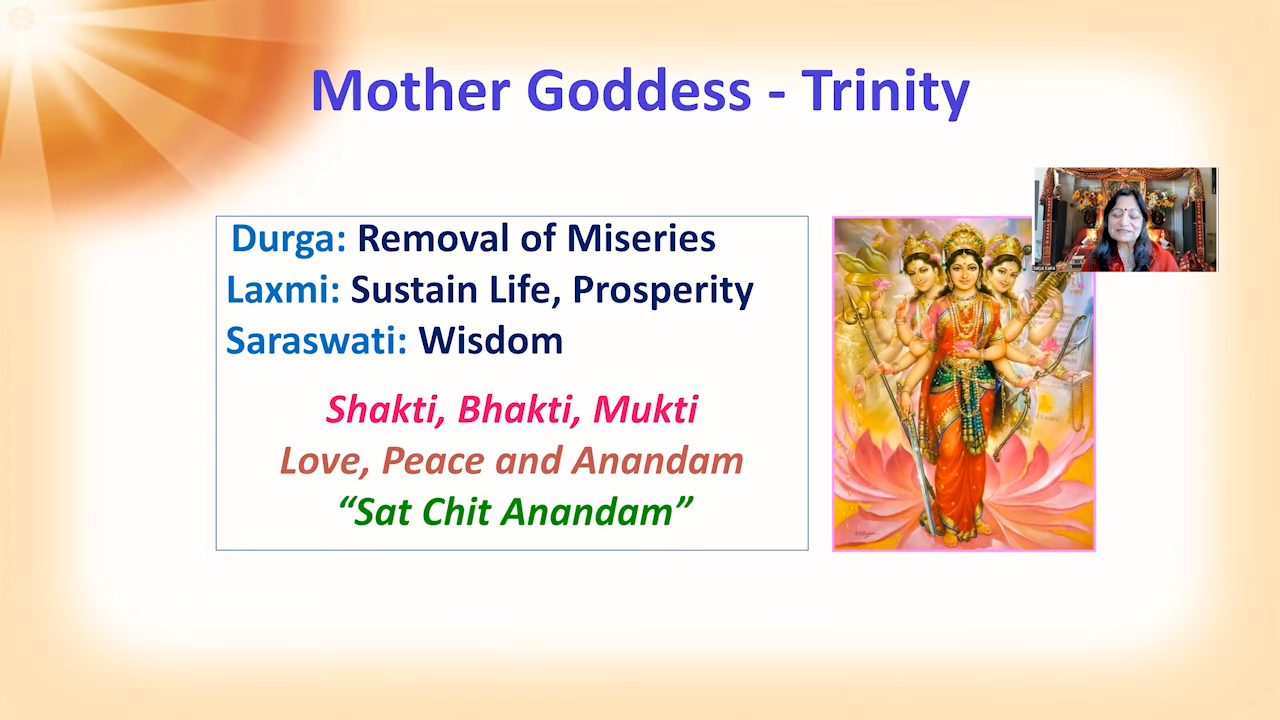 Mother Goddess - Trinity
Durga: Removal of Miseries
Laxmi: Sustain Life, Prosperity
Saraswati: Wisdom
Shakti, Bhakti, Mukti
Love, Peace and Anandam
“Sat Chit Anandam”